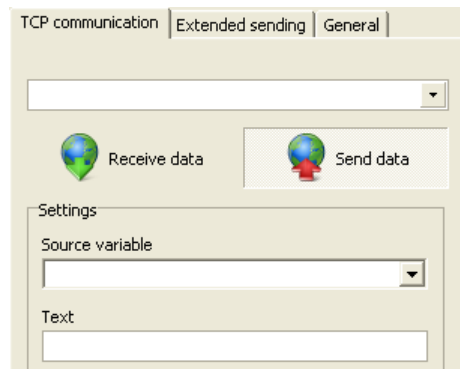 TCP communication Extended sending General
Receive data Send data
Settings
Source variable
Text